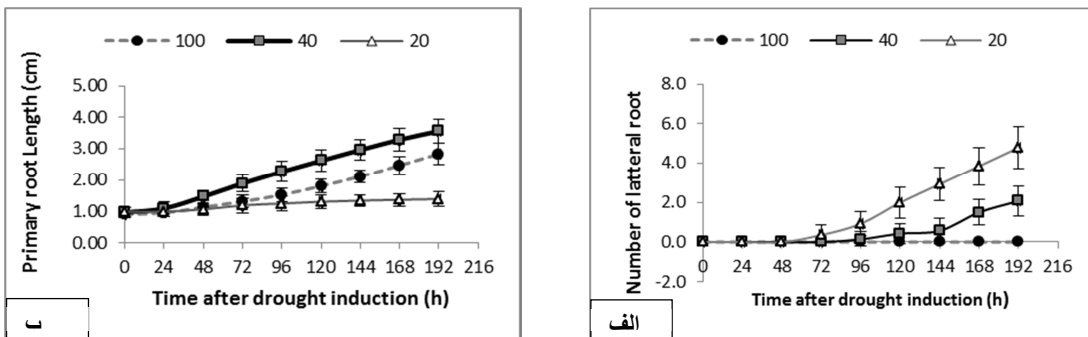 100 40 20
Primary root Length (cm)
5.00
4.00
3.00
2.00
1.00
0.00
0 24 48 72 96 120 144 168 192 216
Time after drought induction (h)
100 40 20
Number of latteral root
8.0
6.0
4.0
2.0
0.0
-2.0
0 24 48 72 96 120 144 168 192 216
Time after drought induction (h)
الف